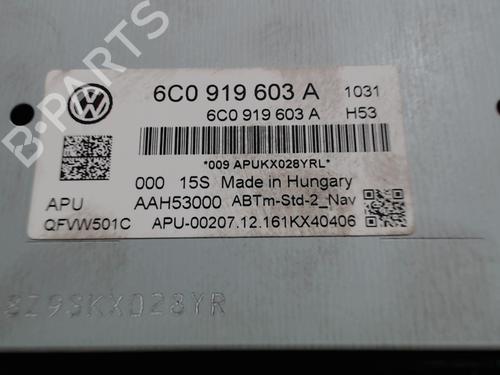 B-PARTS
6C0 919 603 A 1031
6C0 919 603 A H53
*009 APUKX028YRL*
000 15S Made in Hungary
APU AAH53000 ABTm-Std-2_Nav
QFVW501C APU-00207.12.161KX40406
8Z98KX028YR